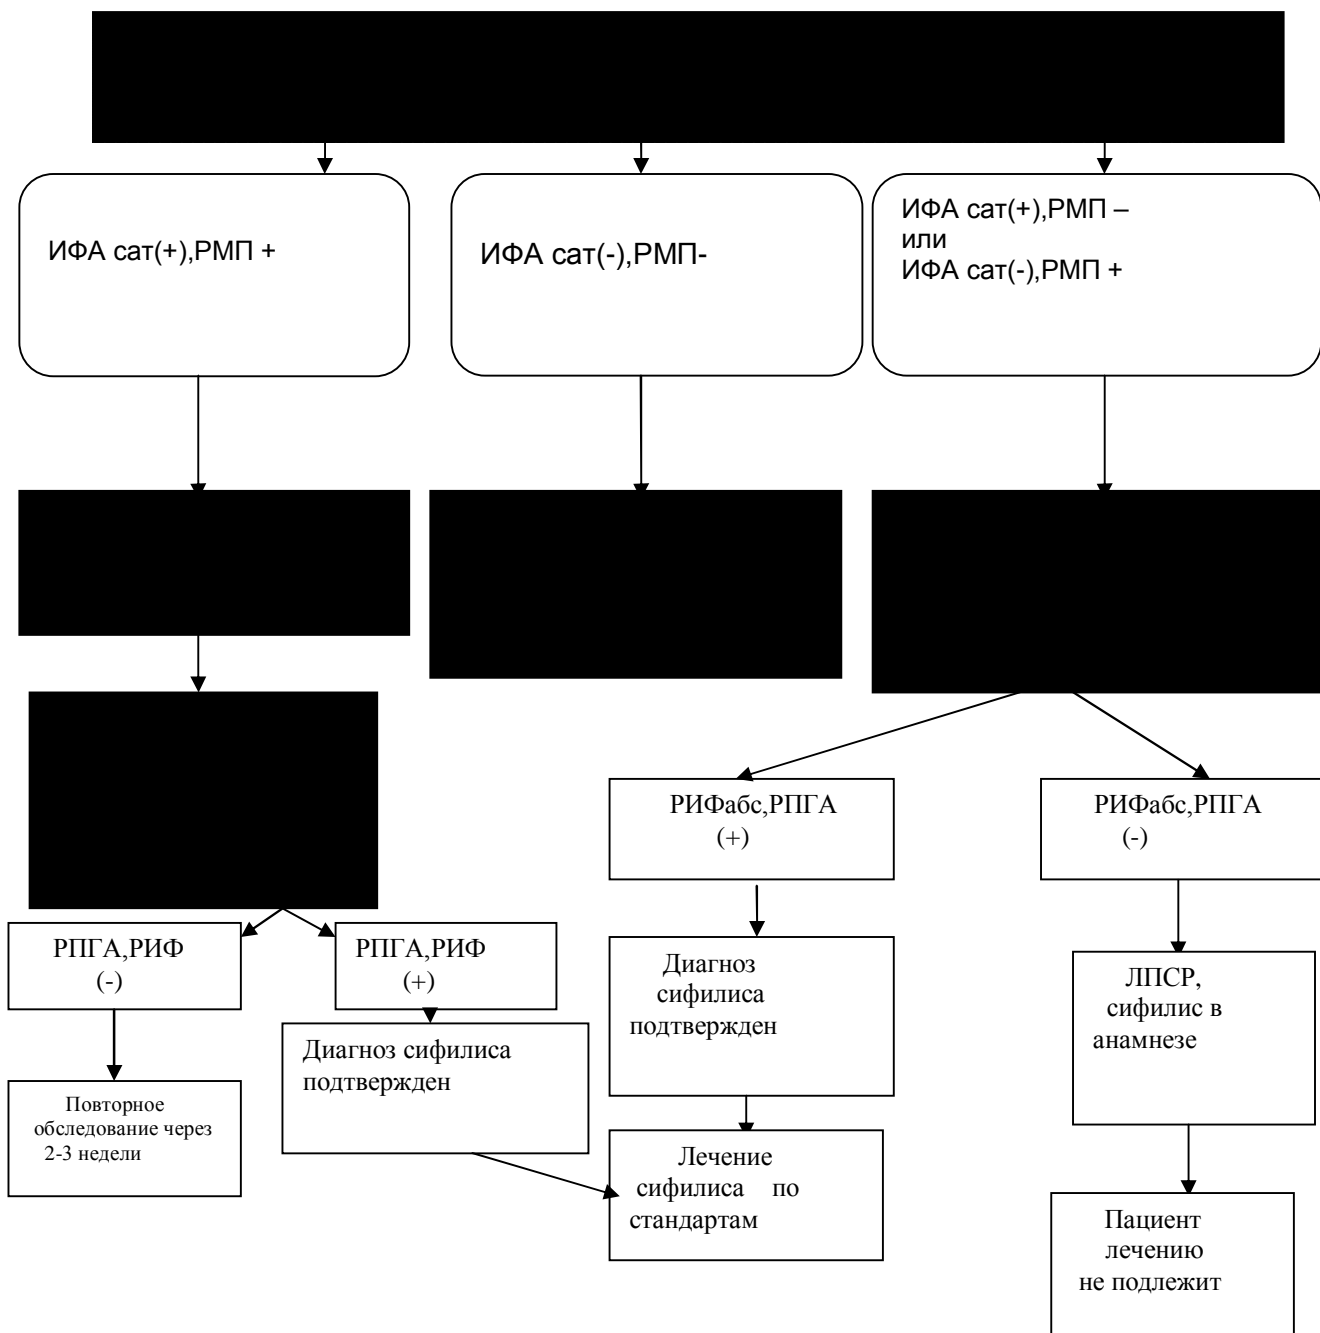 ИФА сат(+),РМП +
ИФА сат(-),РМП-
ИФА сат(+),РМП –
или
ИФА сат(-),РМП +
РИФабс,РПГА
(+)
РИФабс,РПГА
(-)
РПГА,РИФ
(-)
РПГА,РИФ
(+)
Диагноз
сифилиса
подтвержден
ЛПСР,
сифилис в
анамнезе
Диагноз сифилиса
подтвержден
Повторное
обследование через
2-3 недели
Лечение
сифилиса по
стандартам
Пациент
лечению
не подлежит